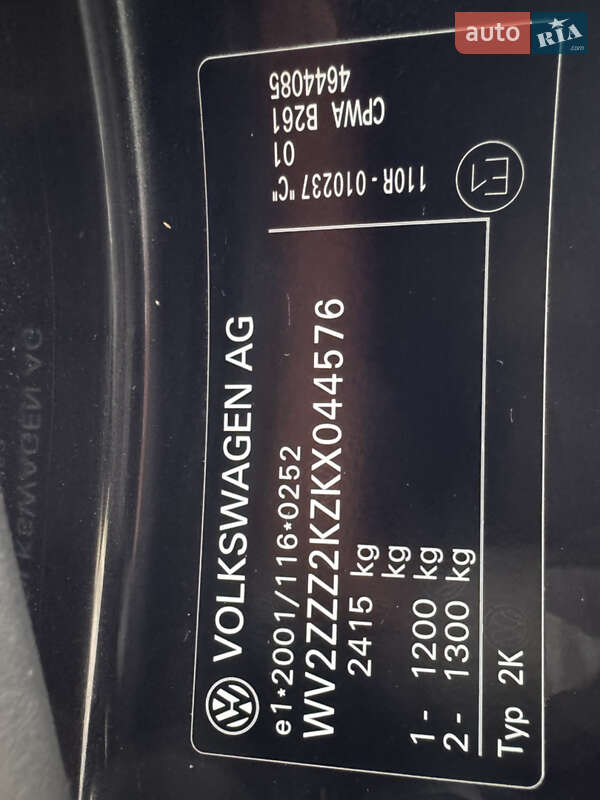 auto RIA
.com
VOLKSWAGEN AG
e1*2001/116*0252
WV2ZZZ2KZKX044576
2415 kg
kg
1- 1200 kg
2- 1300 kg
Typ 2K
E1
110R-010237 "C"
01
CPWA B261
4644085